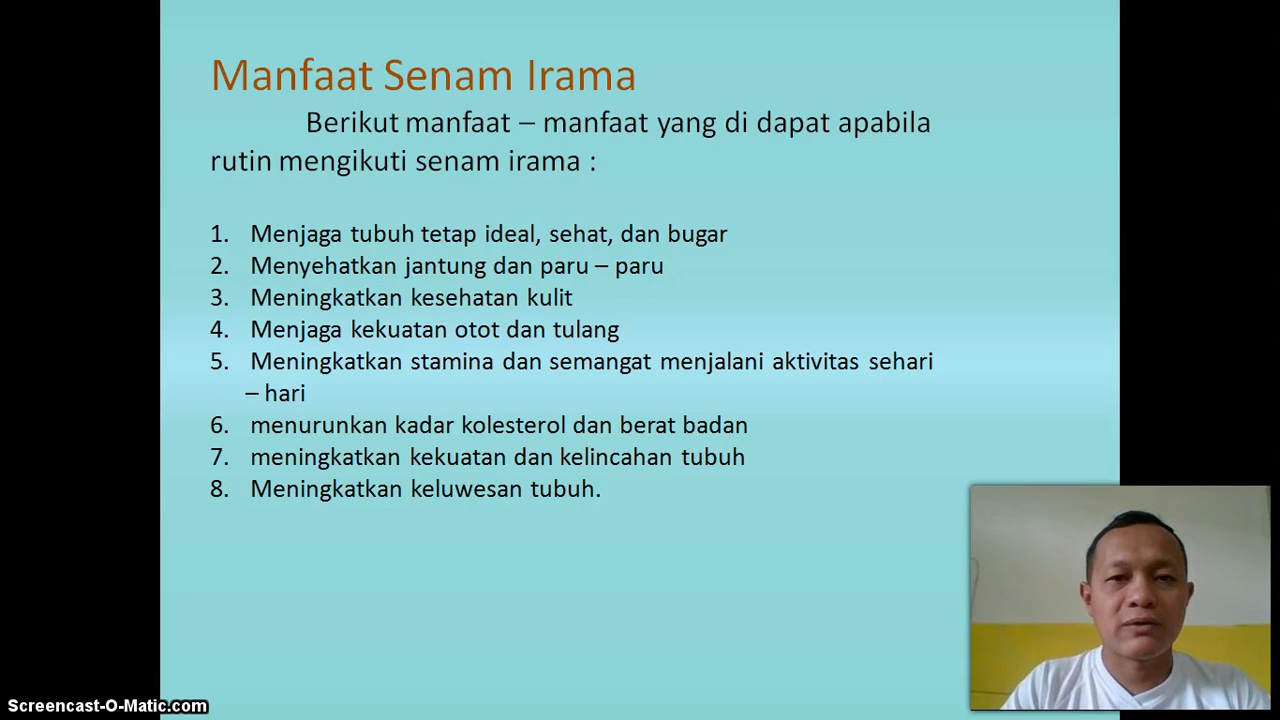 Manfaat Senam Irama
Berikut manfaat – manfaat yang di dapat apabila
rutin mengikuti senam irama :
1. Menjaga tubuh tetap ideal, sehat, dan bugar
2. Menyehatkan jantung dan paru – paru
3. Meningkatkan kesehatan kulit
4. Menjaga kekuatan otot dan tulang
5. Meningkatkan stamina dan semangat menjalani aktivitas sehari
– hari
6. menurunkan kadar kolesterol dan berat badan
7. meningkatkan kekuatan dan kelincahan tubuh
8. Meningkatkan keluwesan tubuh.
Screencast-O-Matic.com